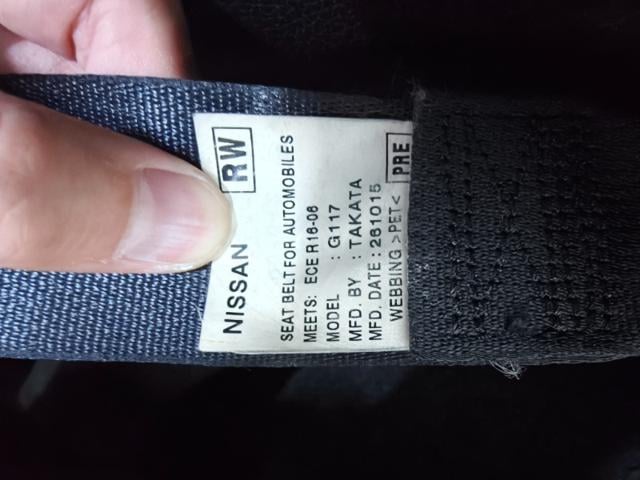 NISSAN RW
SEAT BELT FOR AUTOMOBILES
MEETS: ECE R16-06
MODEL : G117
MFD. BY : TAKATA
MFD. DATE : 261015
WEBBING >PET< PRE